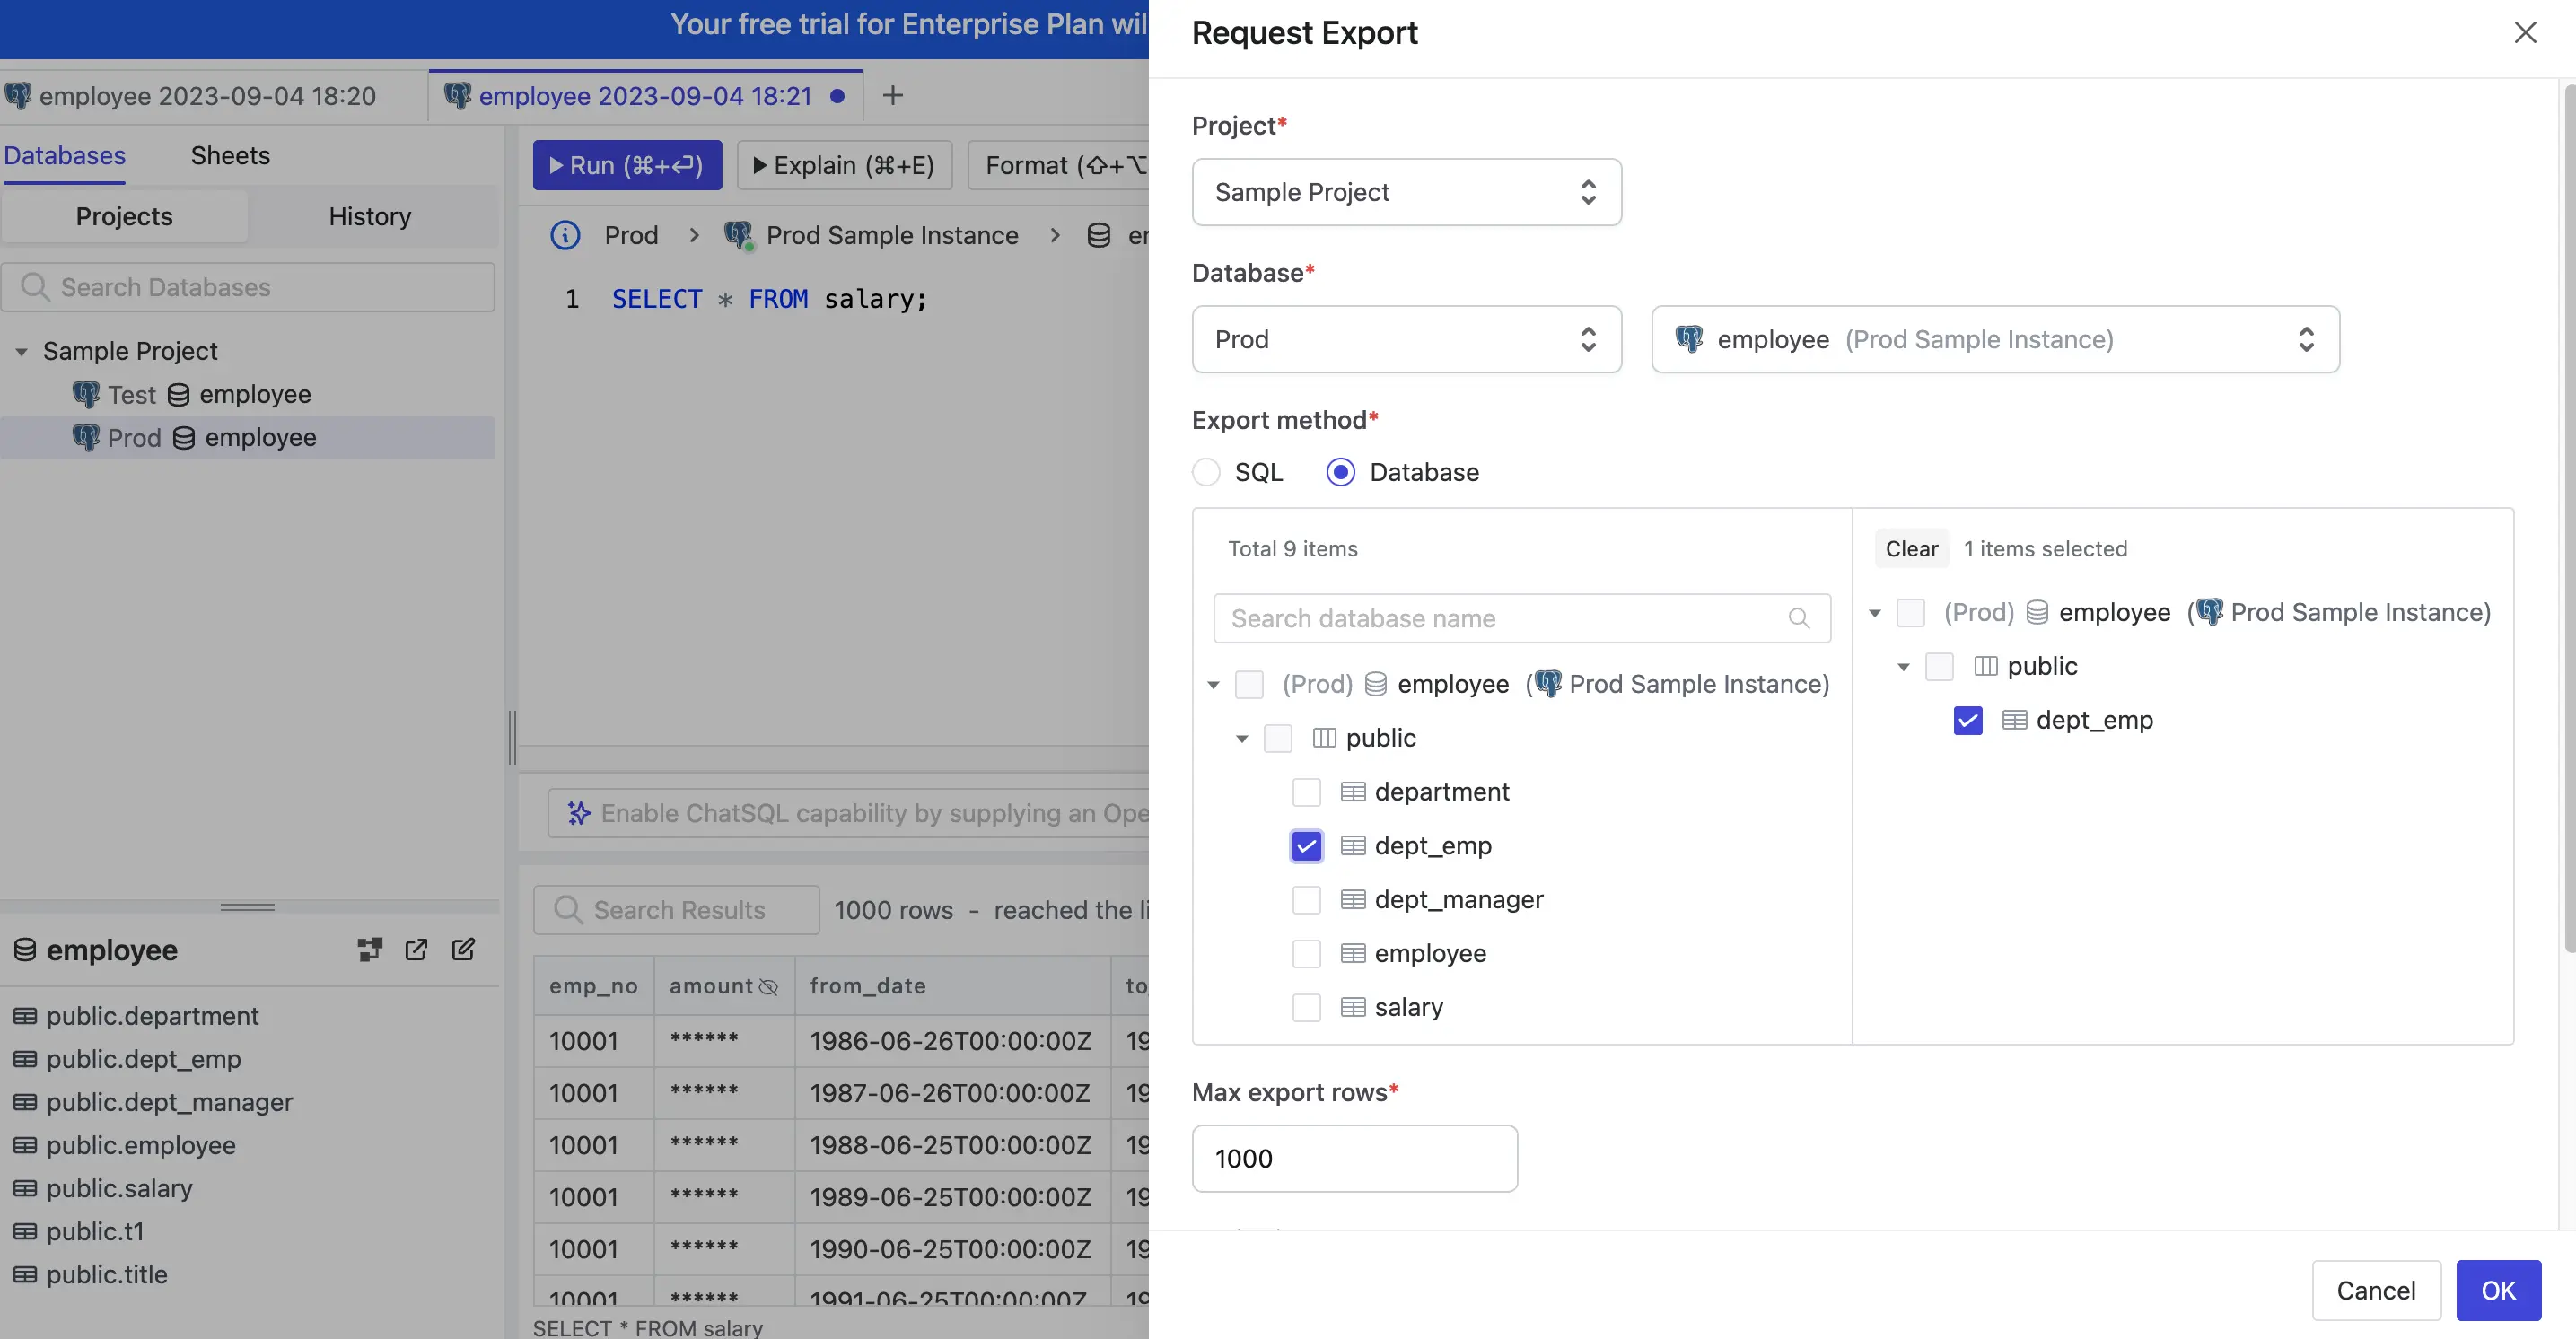 Your free trial for Enterprise Plan wil
employee 2023-09-04 18:20
employee 2023-09-04 18:21
Databases
Sheets
Projects
History
Search Databases
Sample Project
Test employee
Prod employee
employee
public.department
public.dept_emp
public.dept_manager
public.employee
public.salary
public.t1
public.title
Run (⌘+⏎)
Explain (⌘+E)
Format (⇧+⌥
Prod > Prod Sample Instance >
1 SELECT * FROM salary;
Enable ChatSQL capability by supplying an Ope
Search Results
1000 rows - reached the li
emp_no amount from_date to
10001 ****** 1986-06-26T00:00:00Z 19
10001 ****** 1987-06-26T00:00:00Z 19
10001 ****** 1988-06-25T00:00:00Z 19
10001 ****** 1989-06-25T00:00:00Z 19
10001 ****** 1990-06-25T00:00:00Z 19
10001 ****** 1991-06-25T00:00:00Z 19
SELECT * FROM salary
Request Export
Project*
Sample Project
Database*
Prod
employee (Prod Sample Instance)
Export method*
SQL
Database
Total 9 items
Search database name
(Prod) employee (Prod Sample Instance)
public
department
dept_emp
dept_manager
employee
salary
Clear
1 items selected
(Prod) employee (Prod Sample Instance)
public
dept_emp
Max export rows*
1000
Cancel
OK